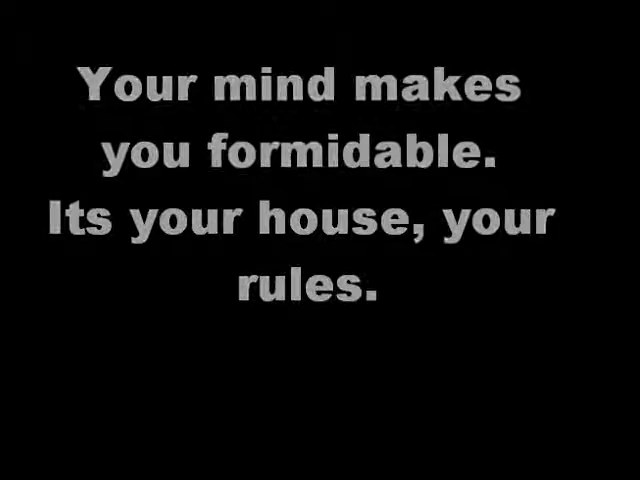 Your mind makes
you formidable.
Its your house, your
rules.